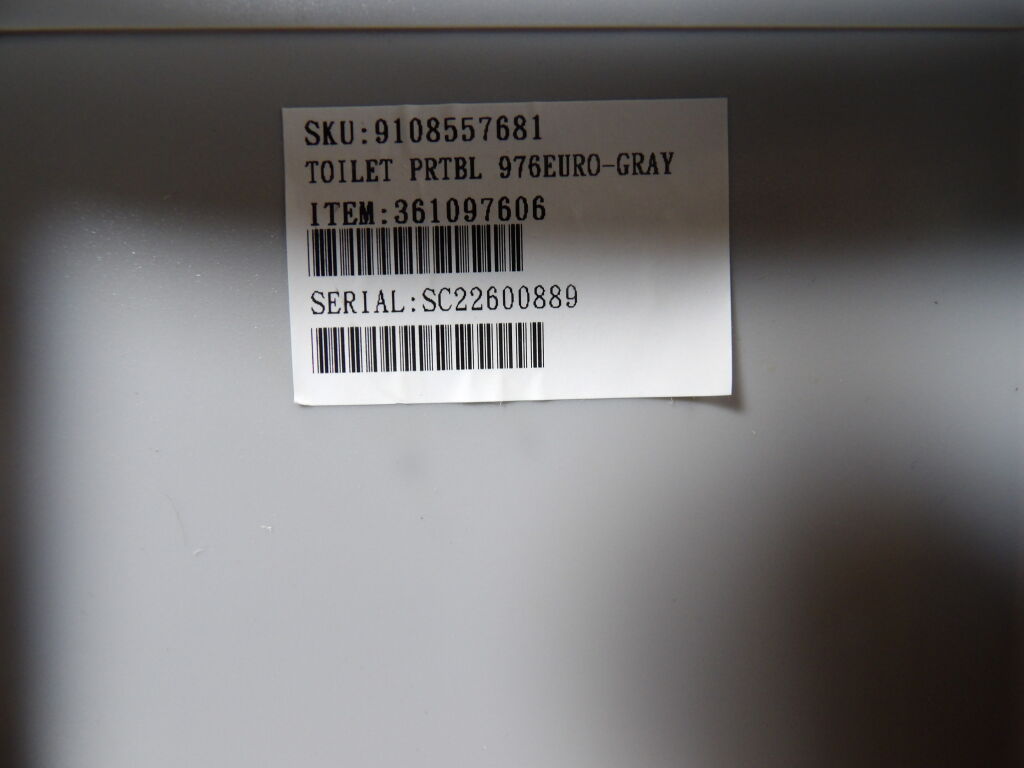 SKU:9108557681
TOILET PRTBL 976EURO-GRAY
ITEM:361097606
SERIAL:SC22600889